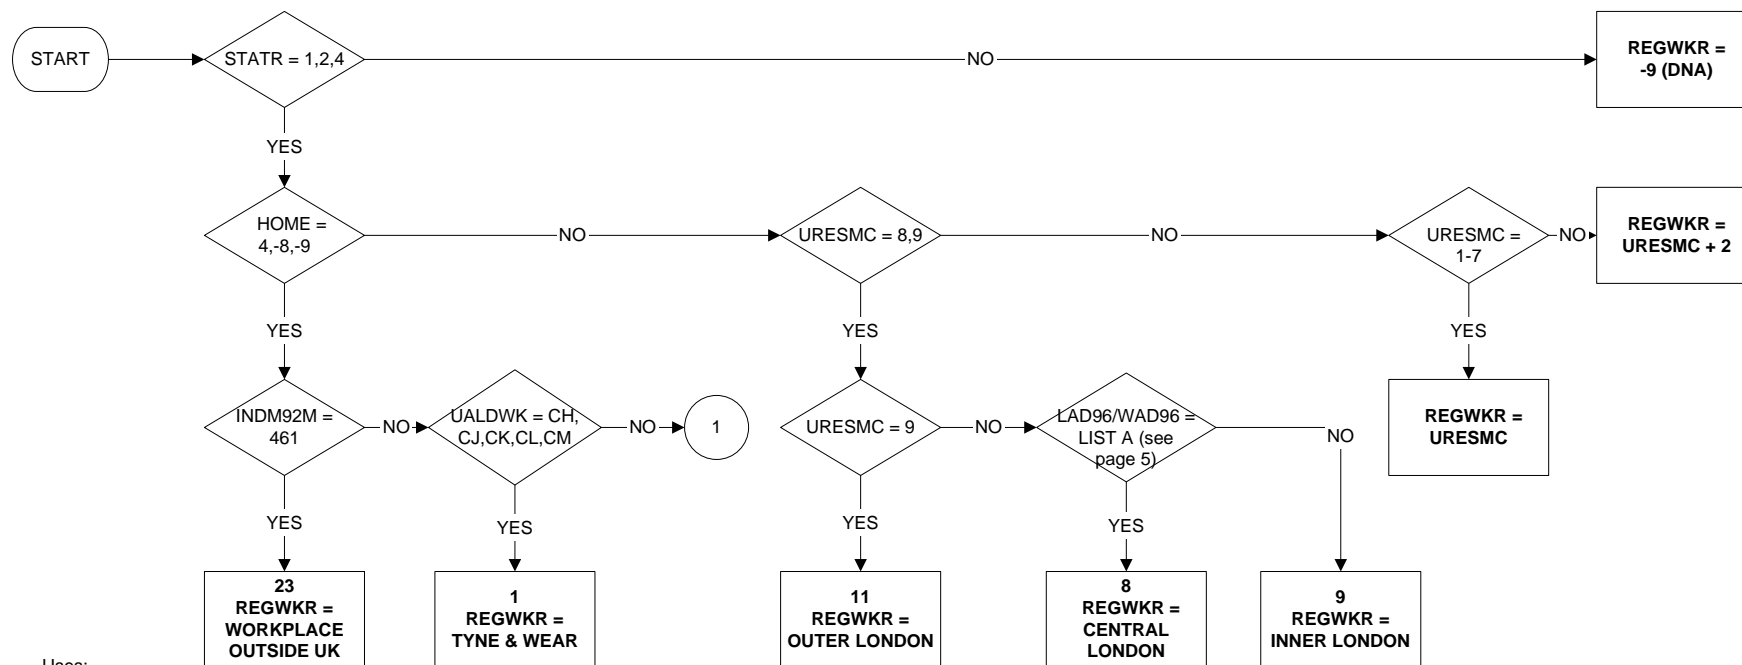 START
STATR = 1,2,4
NO
REGWKR =
-9 (DNA)
YES
HOME =
4,-8,-9
NO
URESMC = 8,9
NO
URESMC =
1-7
NO
REGWKR =
URESMC + 2
YES
YES
YES
INDM92M =
461
NO
UALDWK = CH,
CJ,CK,CL,CM
NO
1
URESMC = 9
NO
LAD96/WAD96 =
LIST A (see
page 5)
NO
REGWKR =
URESMC
YES
YES
YES
YES
23
REGWKR =
WORKPLACE
OUTSIDE UK
1
REGWKR =
TYNE & WEAR
11
REGWKR =
OUTER LONDON
8
REGWKR =
CENTRAL
LONDON
9
REGWKR =
INNER LONDON